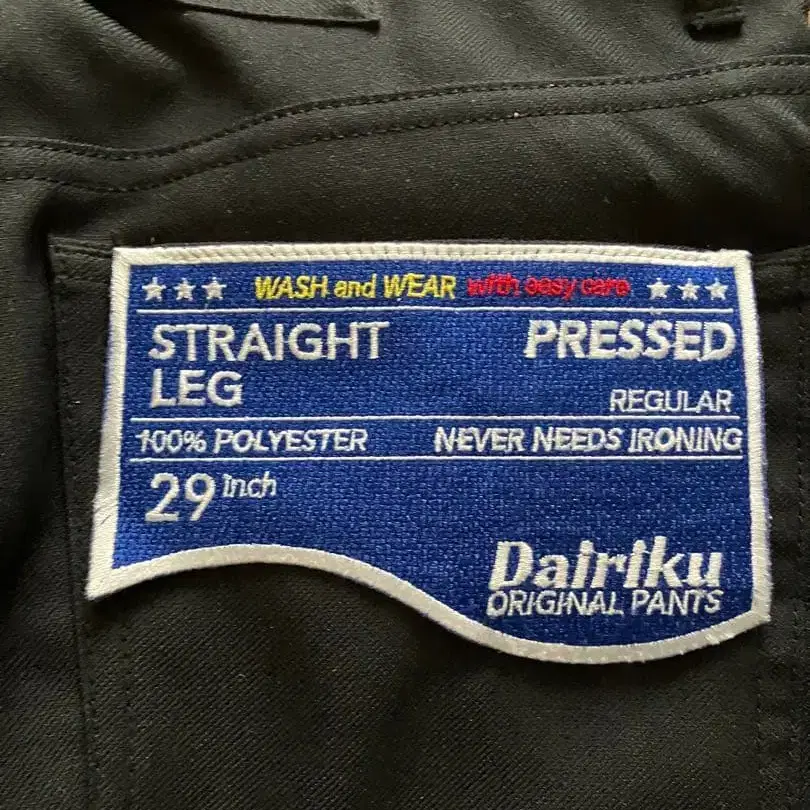 ★★★ WASH and WEAR with easy care ★★★
STRAIGHT LEG
PRESSED
REGULAR
100% POLYESTER NEVER NEEDS IRONING
29 inch
Dairiku
ORIGINAL PANTS